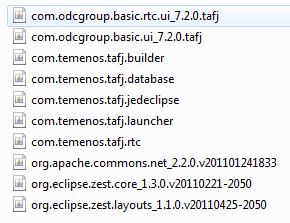 com.odcgroup.basic.rtc.ui_7.2.0.tafj
com.odcgroup.basic.ui_7.2.0.tafj
com.temenos.tafj.builder
com.temenos.tafj.database
com.temenos.tafj.jedeclipse
com.temenos.tafj.launcher
com.temenos.tafj.rtc
org.apache.commons.net_2.2.0.v201101241833
org.eclipse.zest.core_1.3.0.v20110221-2050
org.eclipse.zest.layouts_1.1.0.v20110425-2050